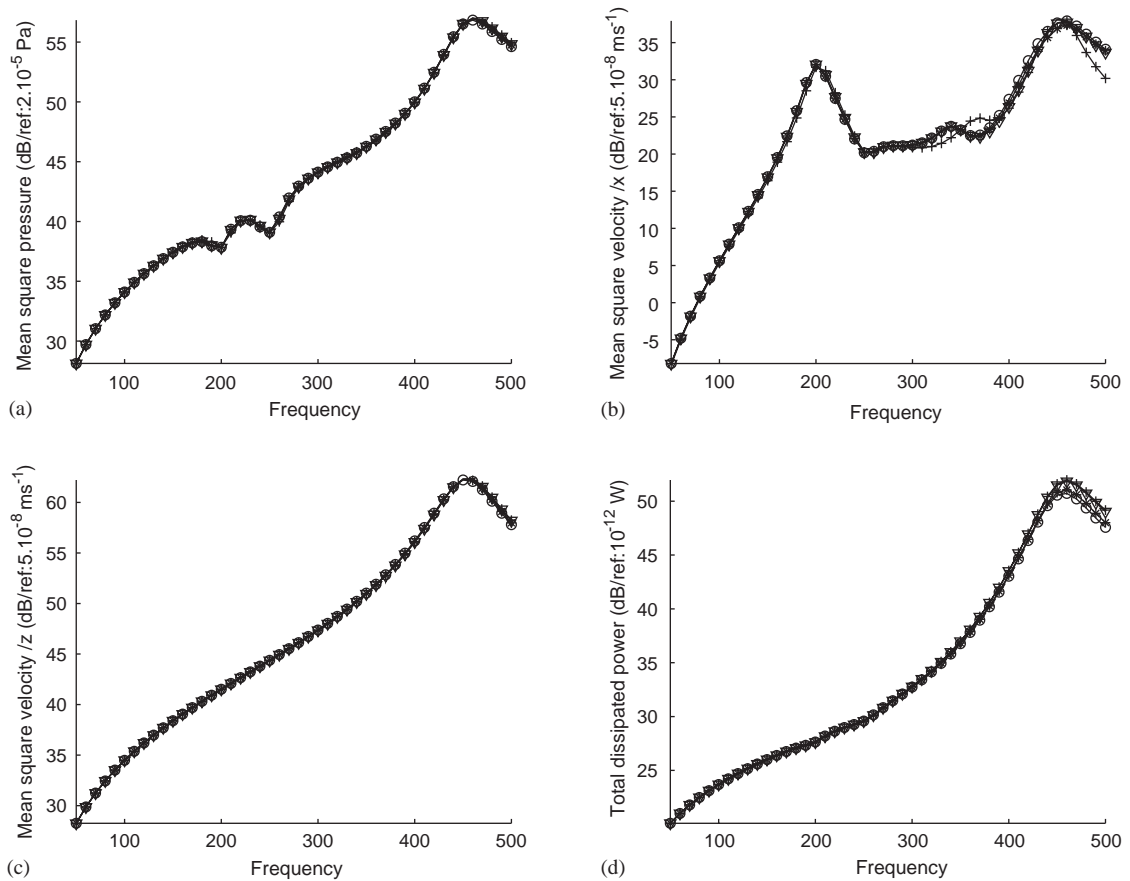 Mean square pressure (dB/ref:2.10⁻⁵ Pa)
55
50
45
40
35
30
100 200 300 400 500
Frequency
(a)
Mean square velocity /x (dB/ref:5.10⁻⁸ ms⁻¹)
35
30
25
20
15
10
5
0
-5
100 200 300 400 500
Frequency
(b)
Mean square velocity /z (dB/ref:5.10⁻⁸ ms⁻¹)
60
55
50
45
40
35
30
100 200 300 400 500
Frequency
(c)
Total dissipated power (dB/ref:10⁻¹² W)
50
45
40
35
30
25
100 200 300 400 500
Frequency
(d)